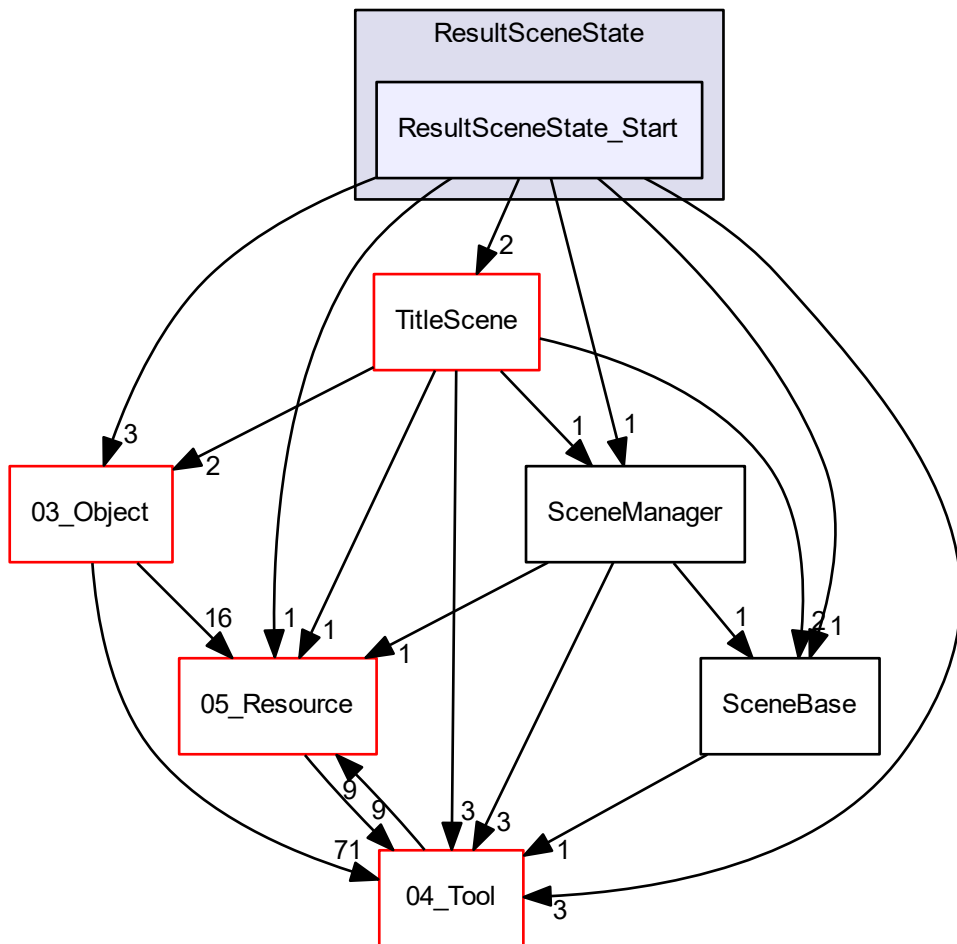 ResultSceneState
ResultSceneState_Start
2
TitleScene
3
2
1
1
03_Object
SceneManager
16
1
1
1
1
2
1
05_Resource
SceneBase
9
9
3
3
71
1
04_Tool
3